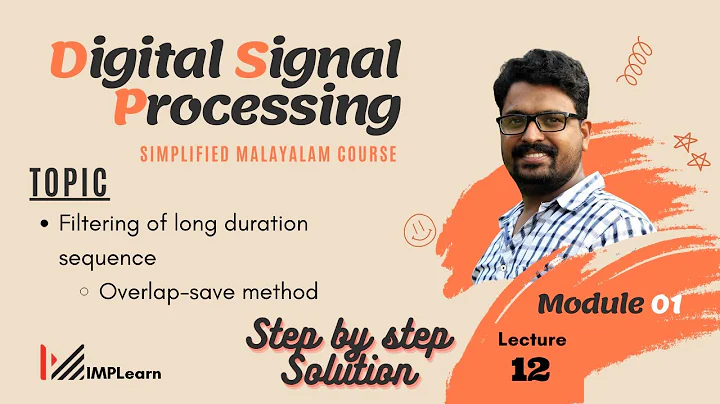 Digital Signal
Processing
SIMPLIFIED MALAYALAM COURSE
TOPIC
• Filtering of long duration
sequence
○ Overlap-save method
Step by step
Solution
Module 01
Lecture
12
IMPLearn